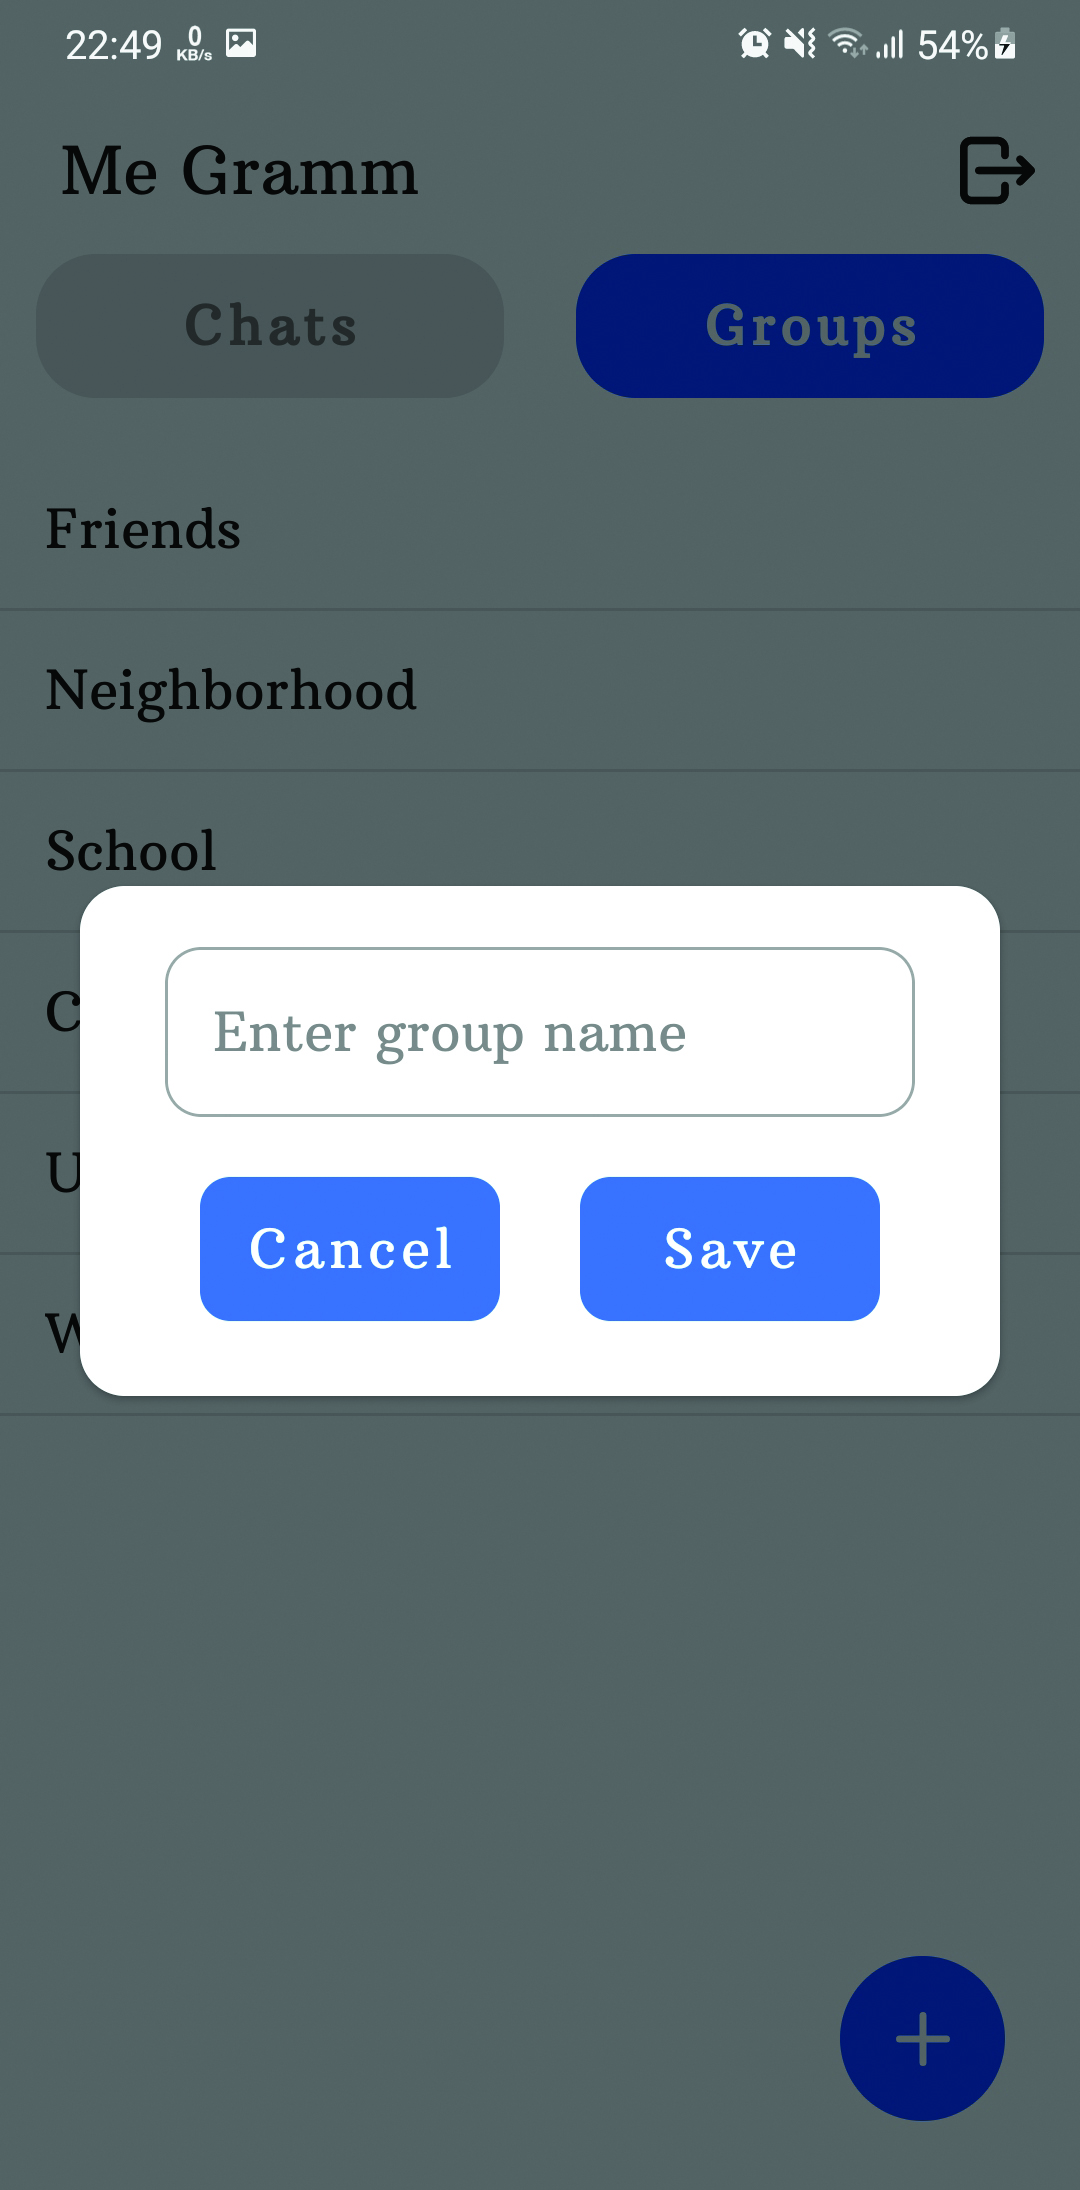 22:49 0 KB/s 54%
Me Gramm
Chats Groups
Friends
Neighborhood
School
C
U
W
Enter group name
Cancel Save